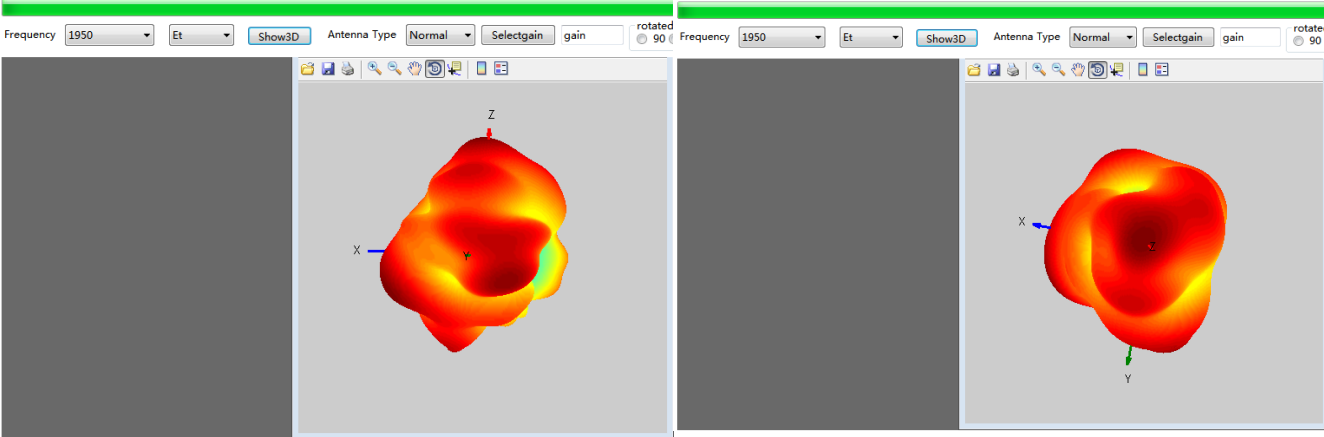 Frequency 1950 Et Show3D Antenna Type Normal Selectgain gain rotated
90
Z
X
Y
Frequency 1950 Et Show3D Antenna Type Normal Selectgain gain rotated
90
X
Z
Y